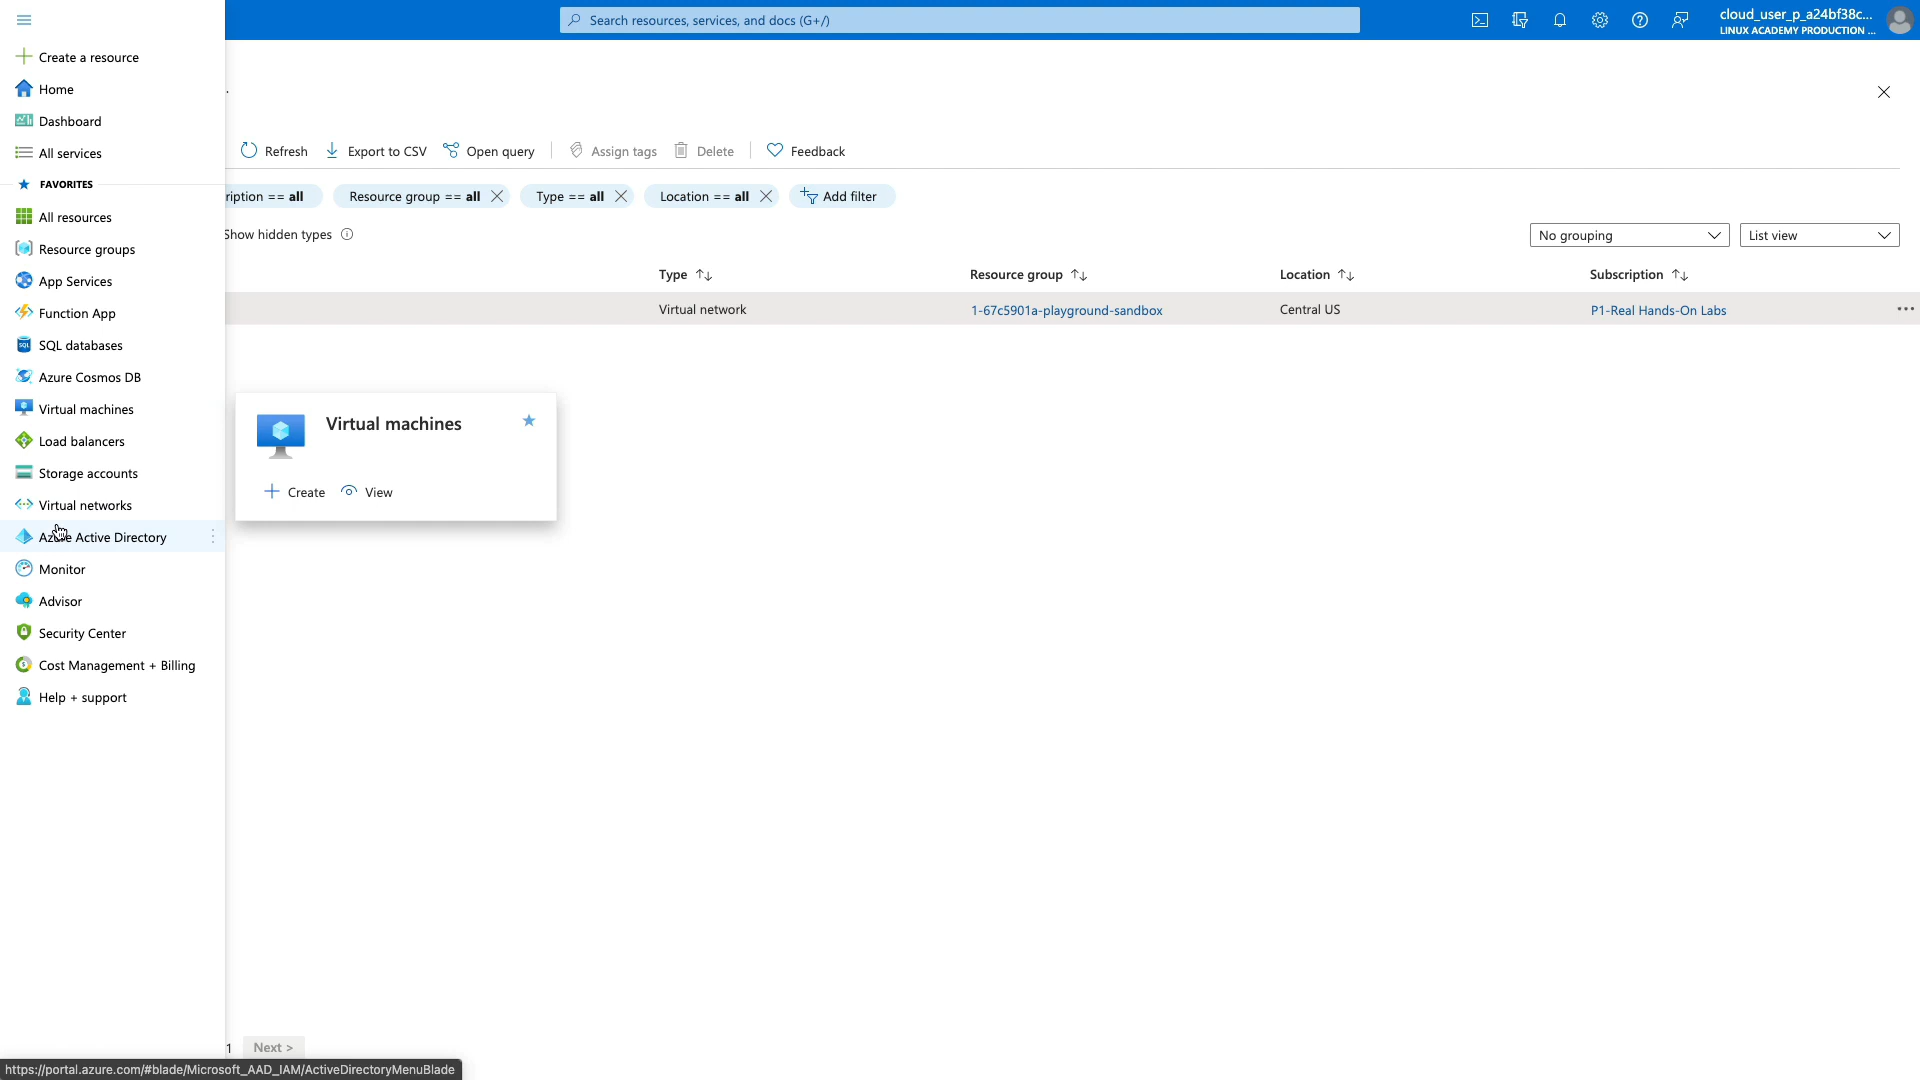 Search resources, services, and docs (G+/)
cloud_user_p_a24bf38c...
LINUX ACADEMY PRODUCTION ...
Create a resource
Home
Dashboard
All services
FAVORITES
All resources
Resource groups
App Services
Function App
SQL databases
Azure Cosmos DB
Virtual machines
Load balancers
Storage accounts
Virtual networks
Azure Active Directory
Monitor
Advisor
Security Center
Cost Management + Billing
Help + support
Refresh Export to CSV Open query Assign tags Delete Feedback
ription == all Resource group == all Type == all Location == all Add filter
Show hidden types No grouping List view
Type Resource group Location Subscription
Virtual network 1-67c5901a-playground-sandbox Central US P1-Real Hands-On Labs
Virtual machines
Create View
1 Next >
https://portal.azure.com/#blade/Microsoft_AAD_IAM/ActiveDirectoryMenuBlade